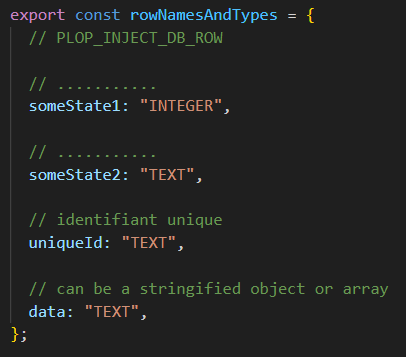 export const rowNamesAndTypes = {
// PLOP_INJECT_DB_ROW
// ...........
someState1: "INTEGER",
// ...........
someState2: "TEXT",
// identifiant unique
uniqueId: "TEXT",
// can be a stringified object or array
data: "TEXT",
};